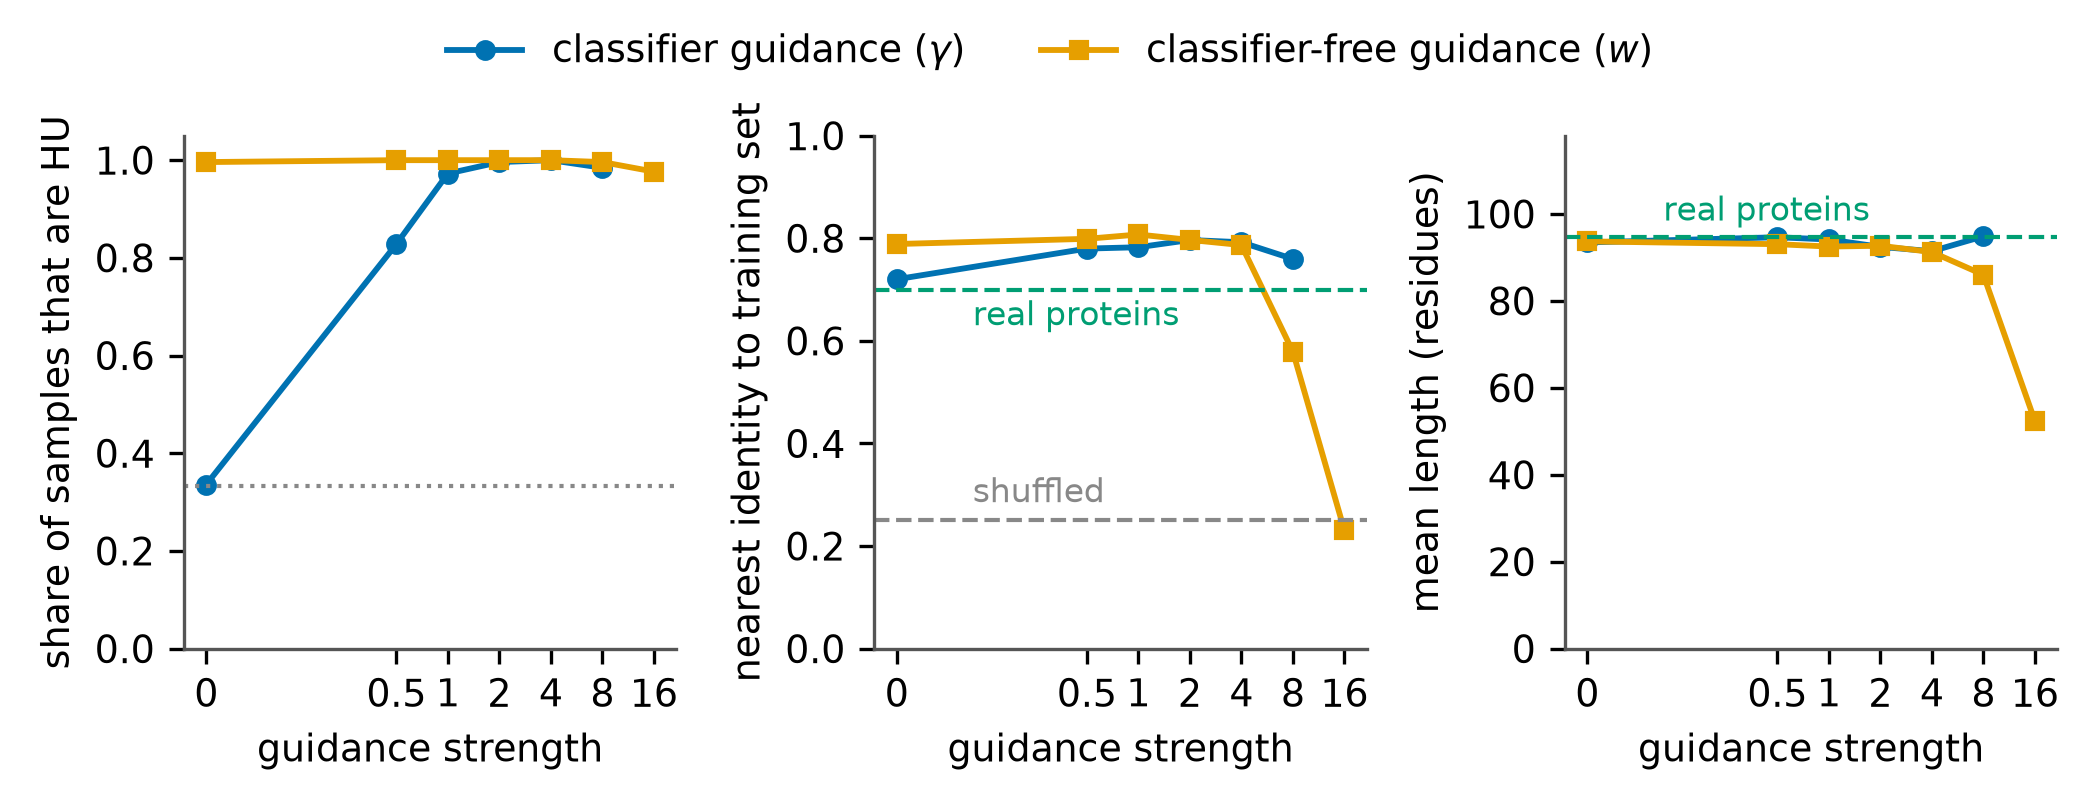 classifier guidance (γ)
classifier-free guidance (w)
share of samples that are HU
1.0
0.8
0.6
0.4
0.2
0.0
0 0.5 1 2 4 8 16
guidance strength
nearest identity to training set
1.0
0.8
0.6
0.4
0.2
0.0
real proteins
shuffled
0 0.5 1 2 4 8 16
guidance strength
mean length (residues)
100
80
60
40
20
0
real proteins
0 0.5 1 2 4 8 16
guidance strength